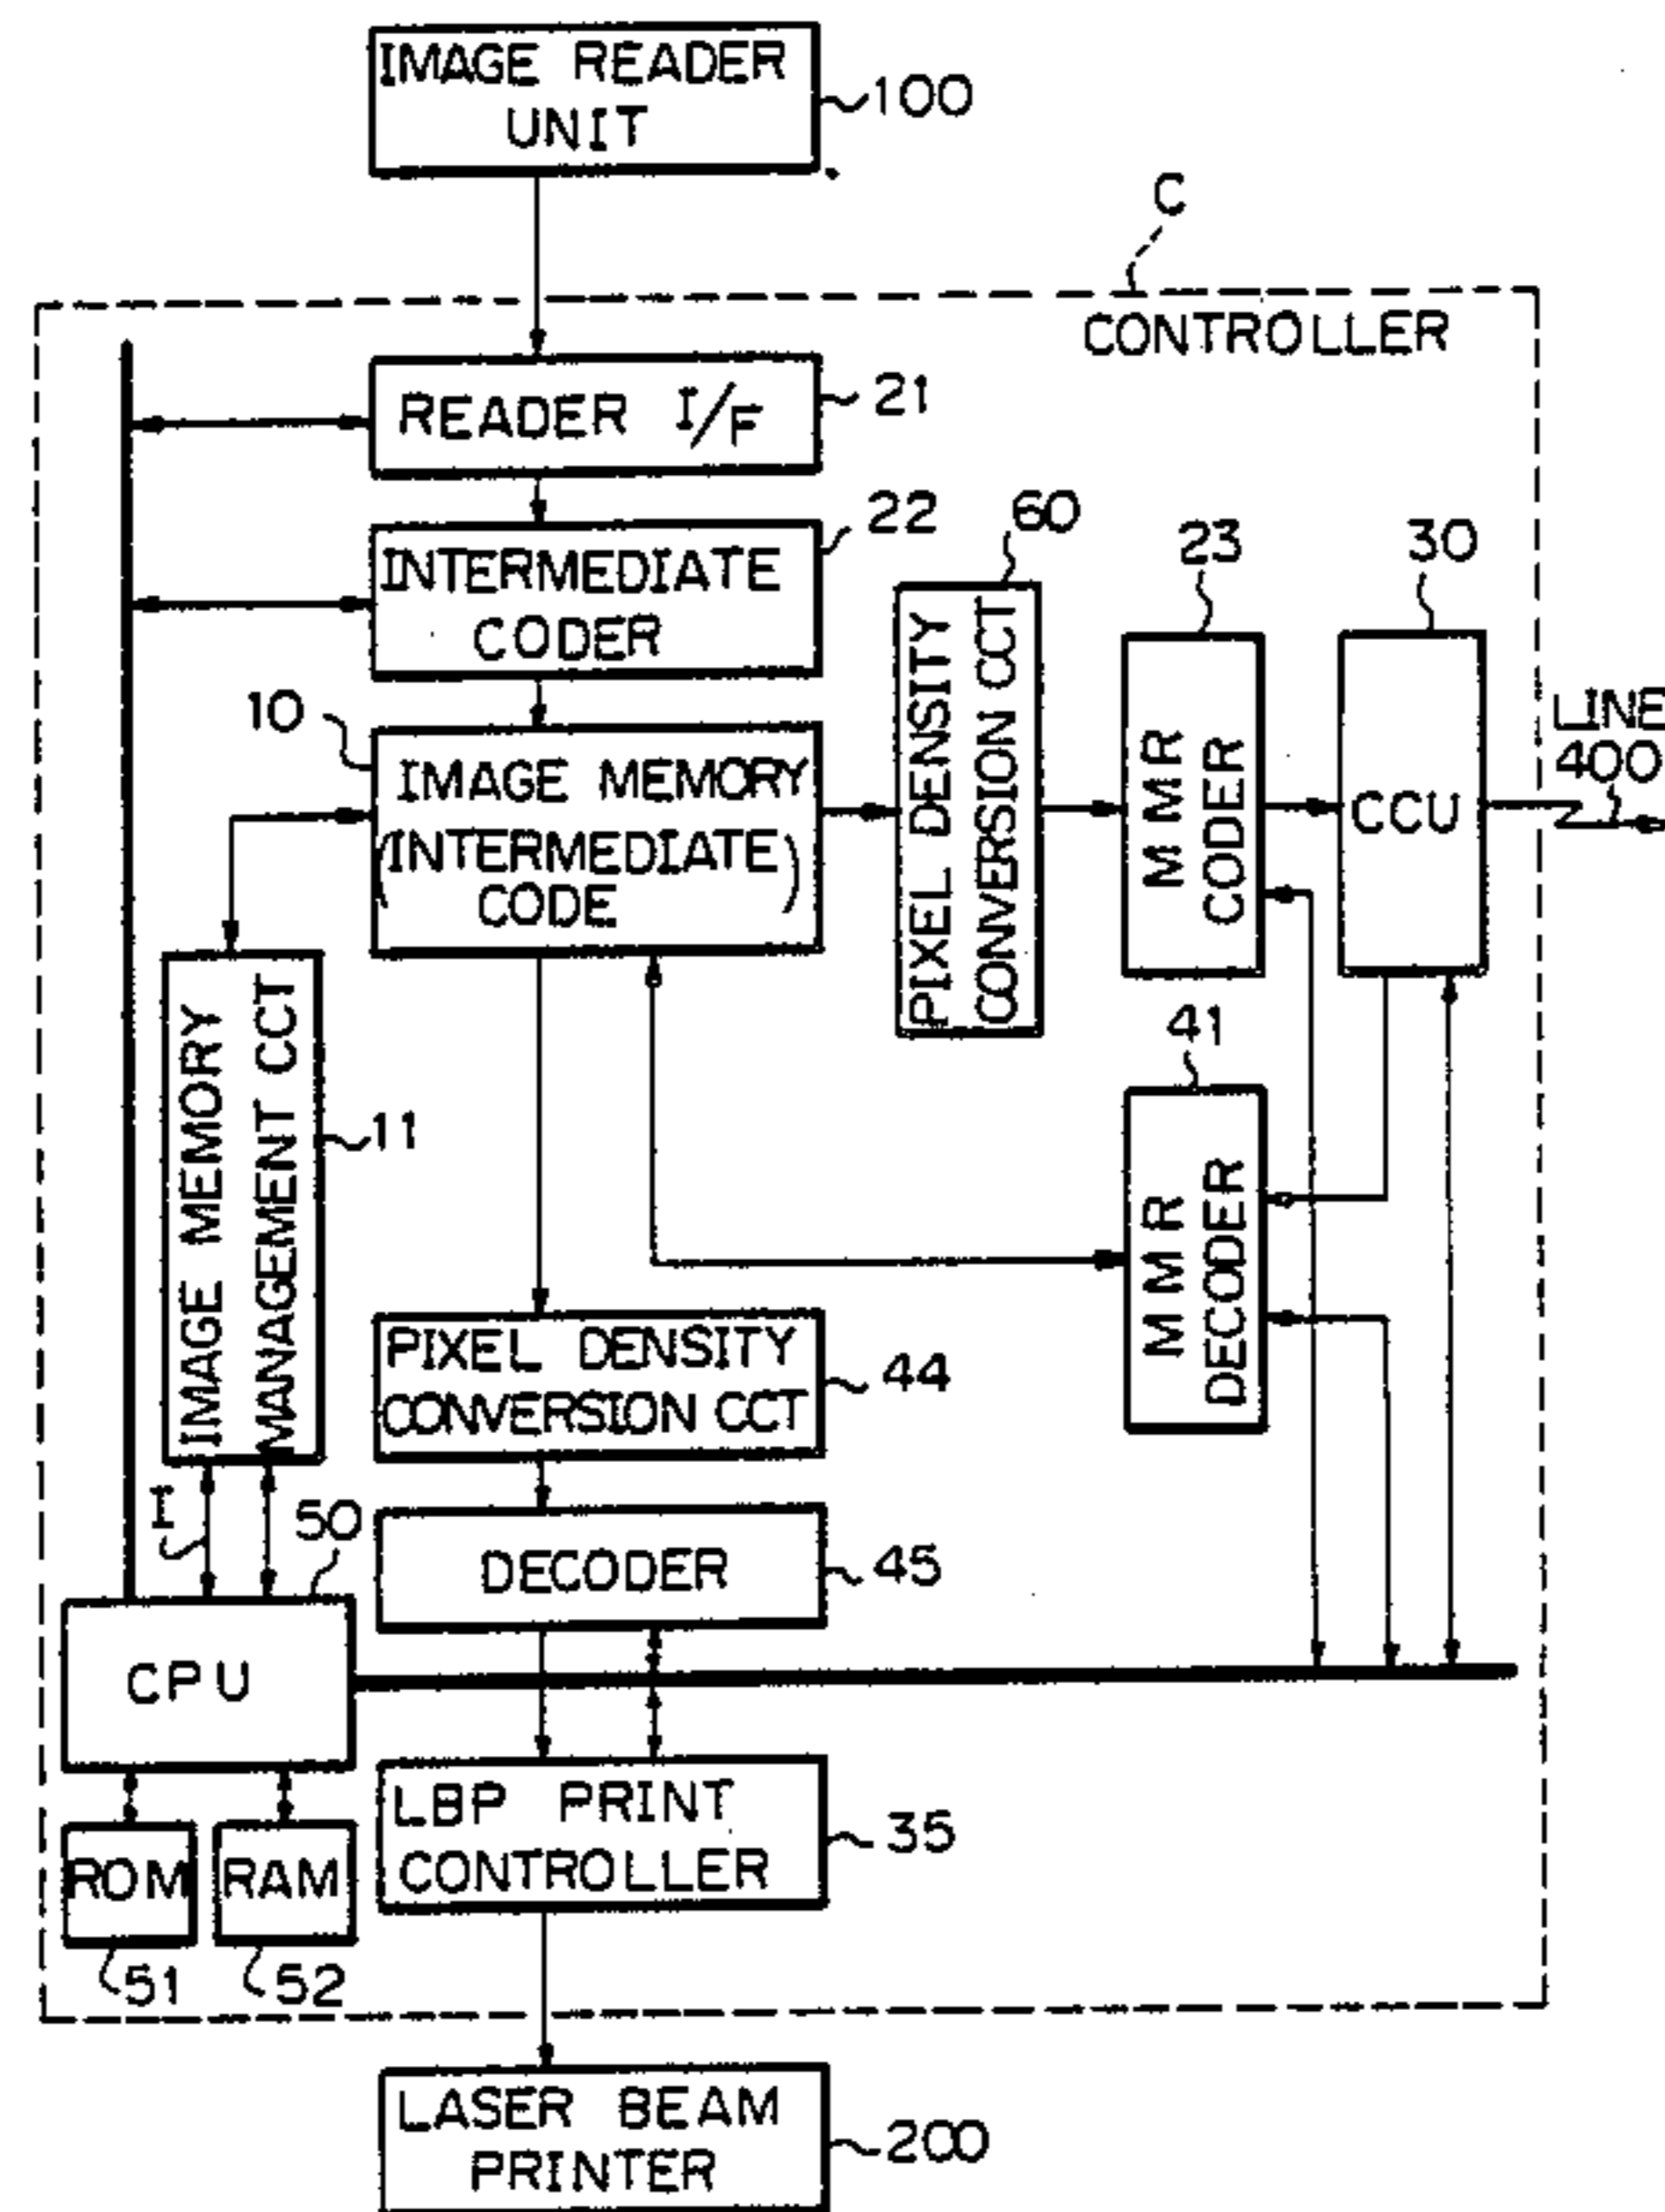 IMAGE READER
UNIT
100
C
CONTROLLER
READER I/F
21
INTERMEDIATE
CODER
22
60
23
30
10
IMAGE MEMORY
(INTERMEDIATE)
CODE
PIXEL DENSITY
CONVERSION CCT
MMR
CODER
CCU
LINE
400
IMAGE MEMORY
MANAGEMENT CCT
11
41
MMR
DECODER
PIXEL DENSITY
CONVERSION CCT
44
I
50
DECODER
45
CPU
LBP PRINT
CONTROLLER
35
ROM
RAM
51
52
LASER BEAM
PRINTER
200